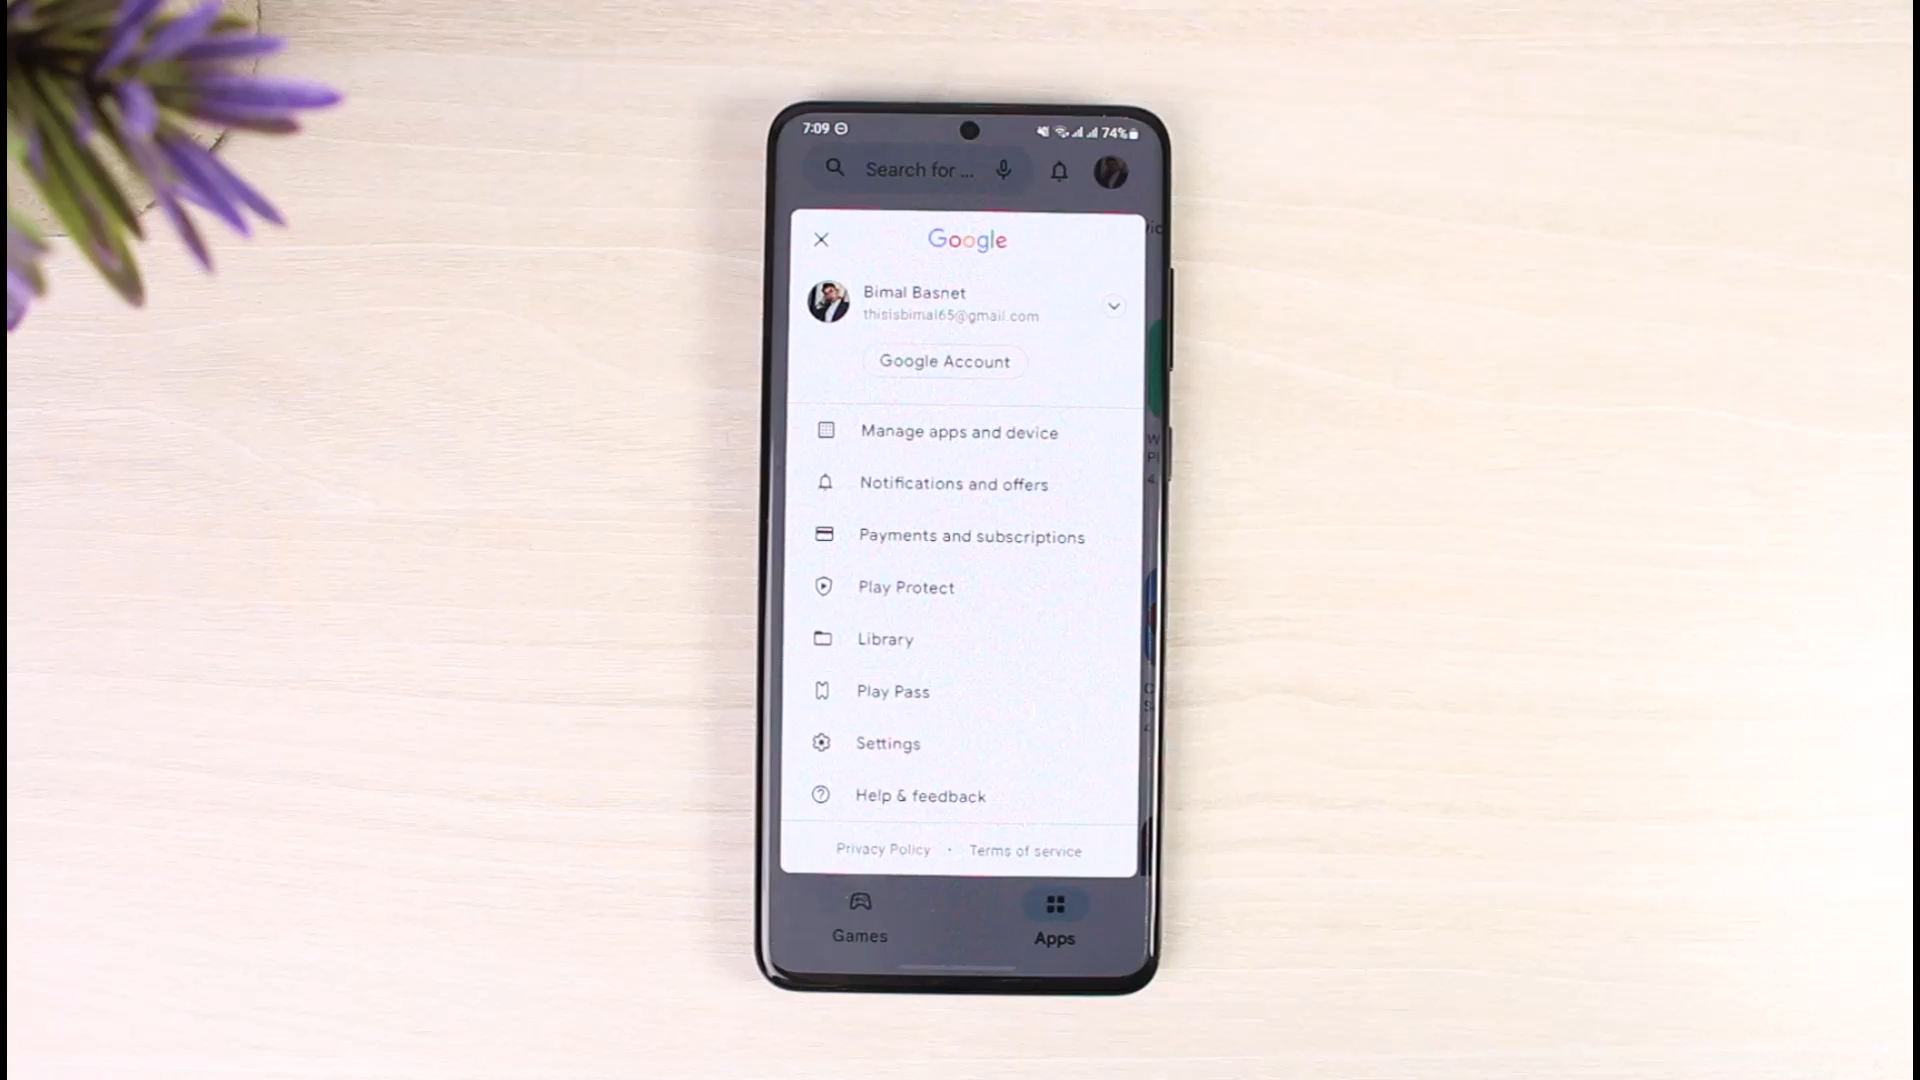 7:09
74%
Search for ...
Google
Bimal Basnet
thisisbimal65@gmail.com
Google Account
Manage apps and device
Notifications and offers
Payments and subscriptions
Play Protect
Library
Play Pass
Settings
Help & feedback
Privacy Policy · Terms of service
Games
Apps